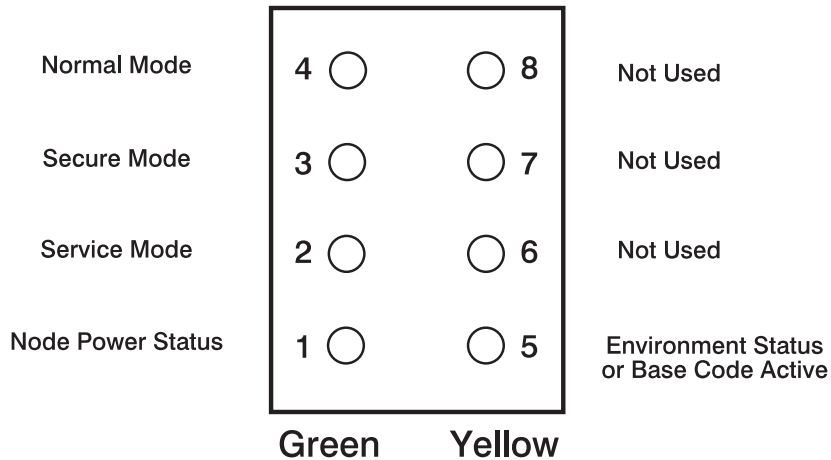 Normal Mode 4 8 Not Used
Secure Mode 3 7 Not Used
Service Mode 2 6 Not Used
Node Power Status 1 5 Environment Status
or Base Code Active
Green Yellow